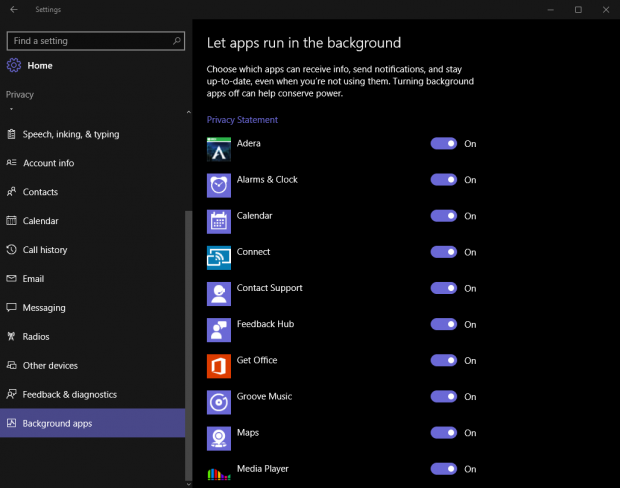 Settings
Find a setting
Home
Privacy
Speech, inking, & typing
Account info
Contacts
Calendar
Call history
Email
Messaging
Radios
Other devices
Feedback & diagnostics
Background apps
Let apps run in the background
Choose which apps can receive info, send notifications, and stay
up-to-date, even when you're not using them. Turning background
apps off can help conserve power.
Privacy Statement
Adera On
Alarms & Clock On
Calendar On
Connect On
Contact Support On
Feedback Hub On
Get Office On
Groove Music On
Maps On
Media Player On